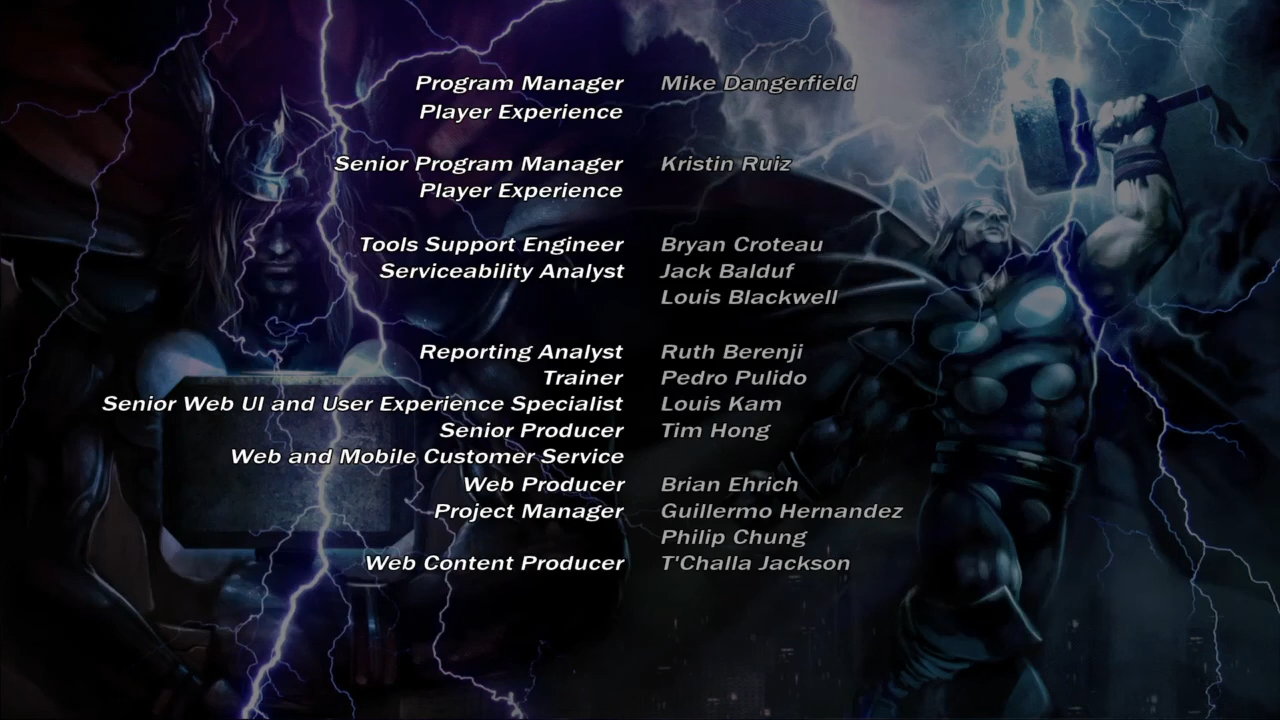 Program Manager Mike Dangerfield
Player Experience
Senior Program Manager Kristin Ruiz
Player Experience
Tools Support Engineer Bryan Croteau
Serviceability Analyst Jack Balduf
Louis Blackwell
Reporting Analyst Ruth Berenji
Trainer Pedro Pulido
Senior Web UI and User Experience Specialist Louis Kam
Senior Producer Tim Hong
Web and Mobile Customer Service
Web Producer Brian Ehrich
Project Manager Guillermo Hernandez
Philip Chung
Web Content Producer T'Challa Jackson